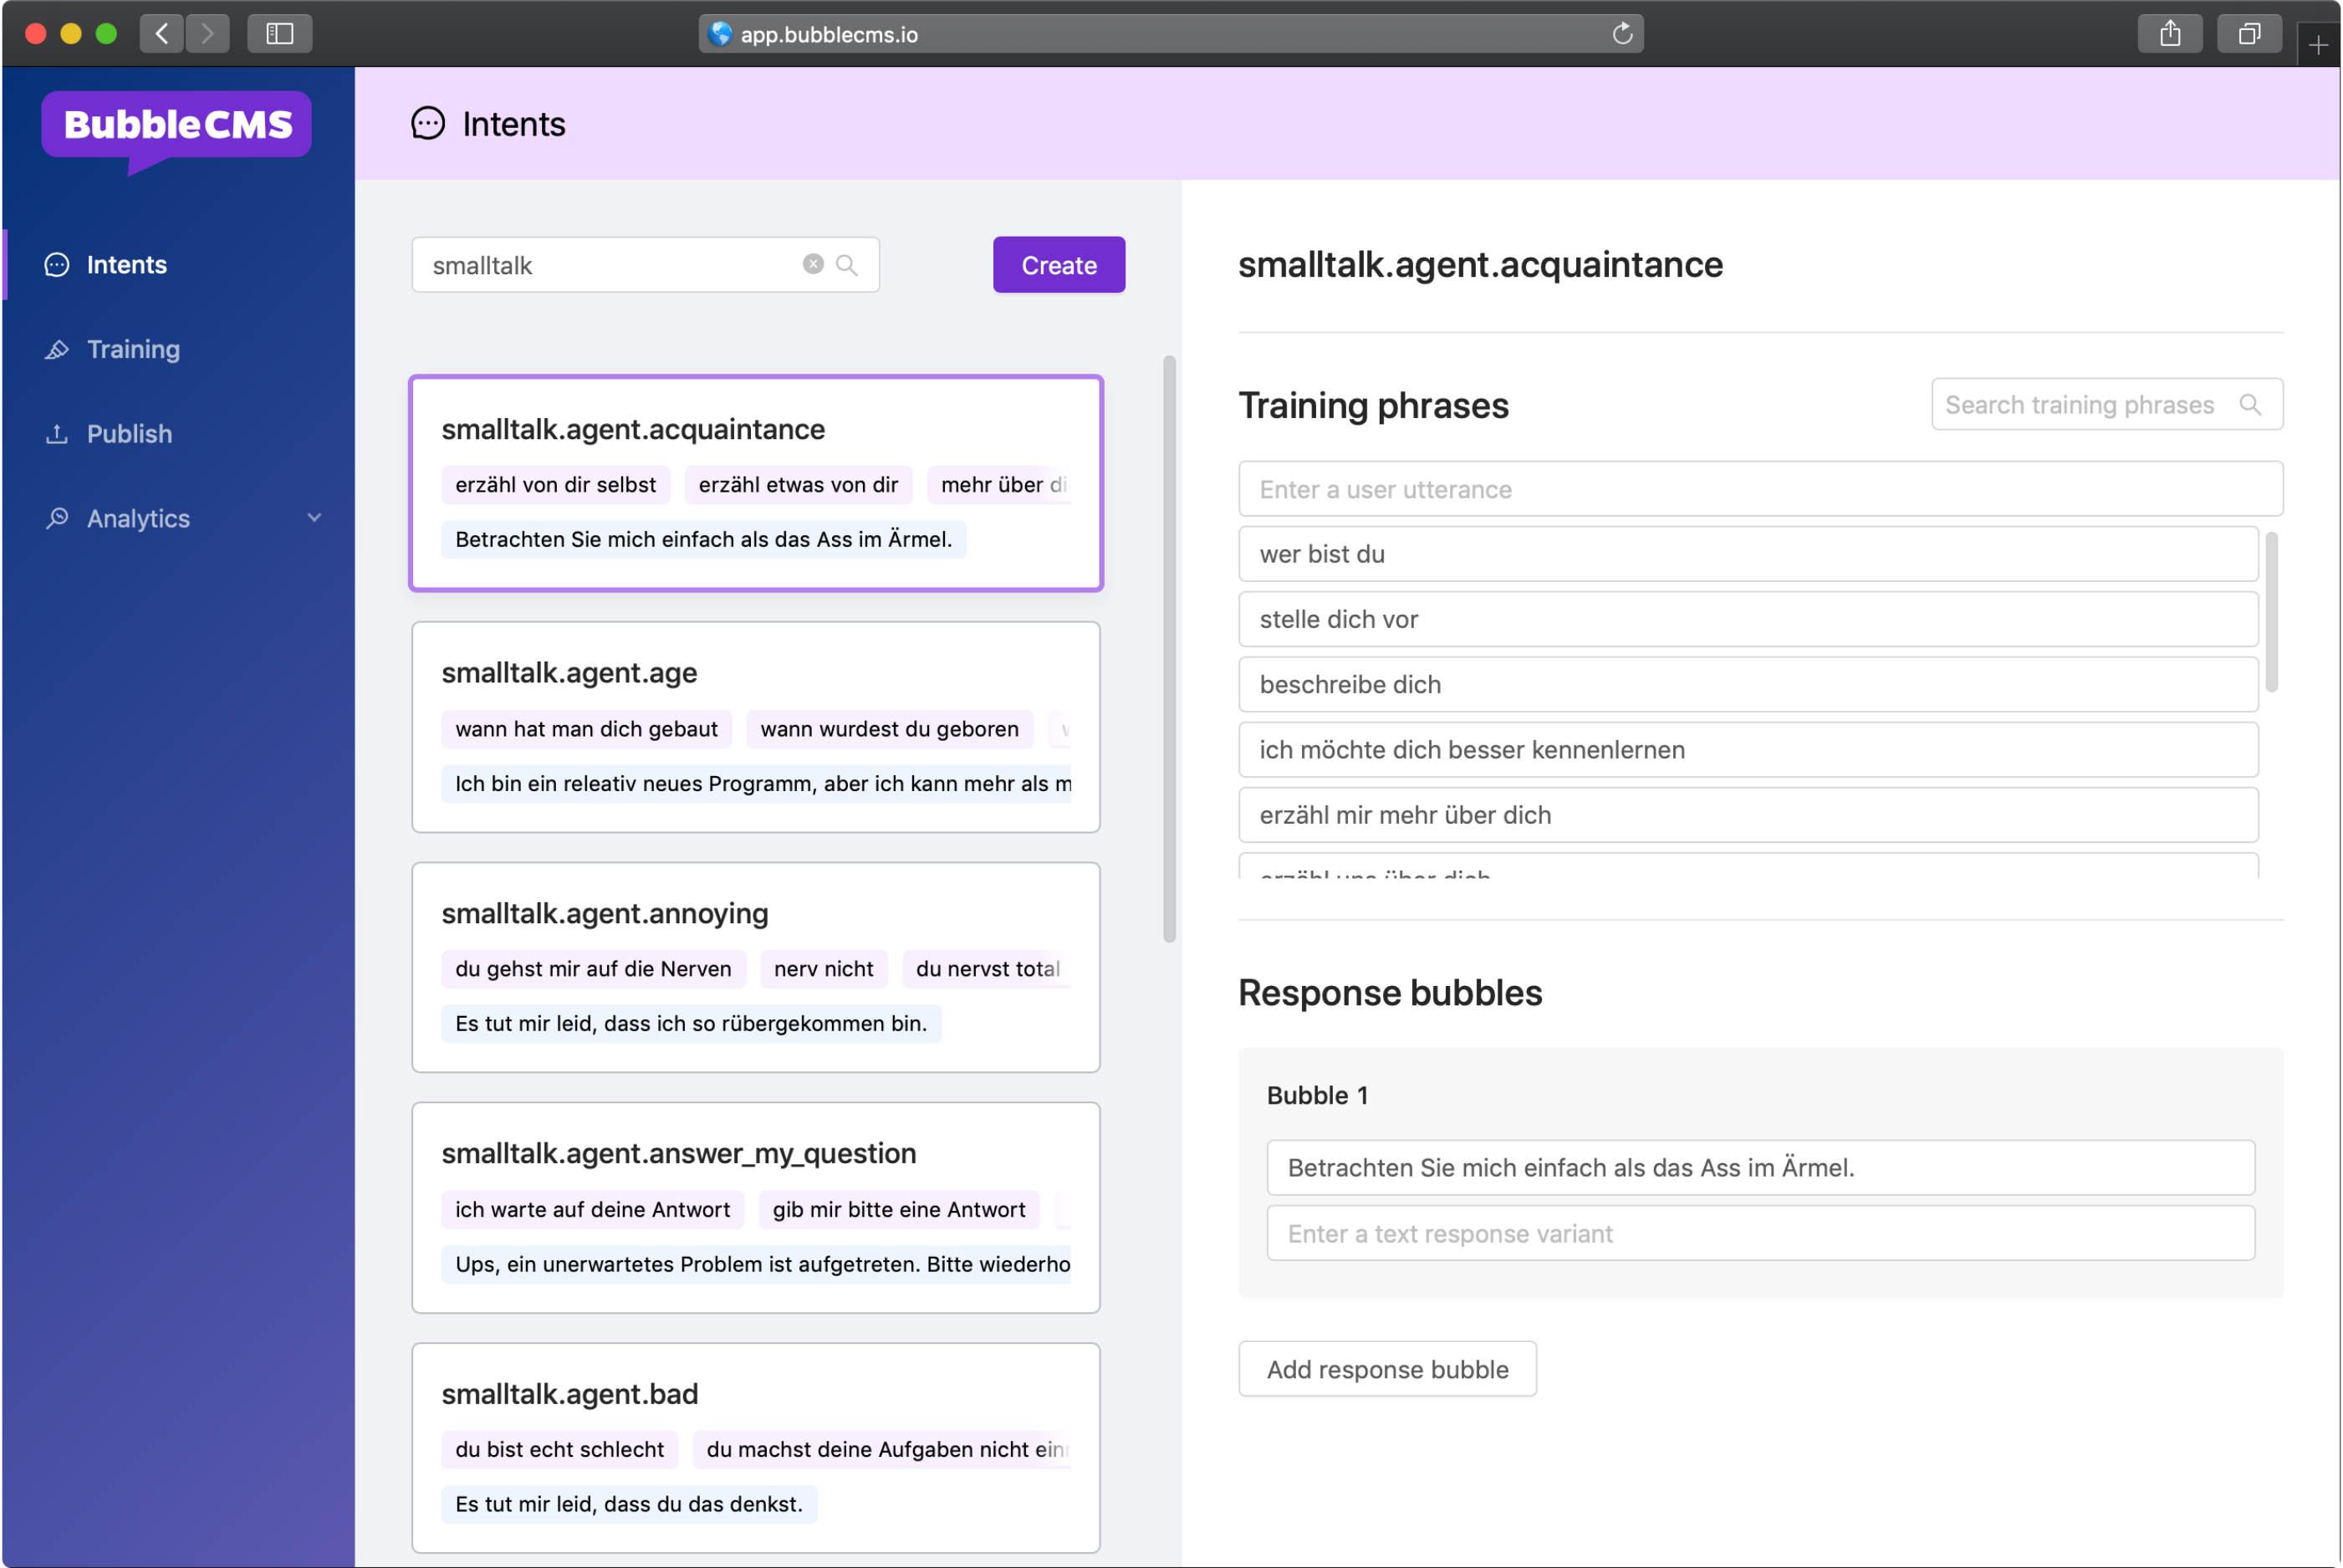 app.bubblecms.io
BubbleCMS
Intents
Training
Publish
Analytics
Intents
smalltalk
Create
smalltalk.agent.acquaintance
erzähl von dir selbst erzähl etwas von dir mehr über di
Betrachten Sie mich einfach als das Ass im Ärmel.
smalltalk.agent.age
wann hat man dich gebaut wann wurdest du geboren
Ich bin ein releativ neues Programm, aber ich kann mehr als m
smalltalk.agent.annoying
du gehst mir auf die Nerven nerv nicht du nervst total
Es tut mir leid, dass ich so rübergekommen bin.
smalltalk.agent.answer_my_question
ich warte auf deine Antwort gib mir bitte eine Antwort
Ups, ein unerwartetes Problem ist aufgetreten. Bitte wiederho
smalltalk.agent.bad
du bist echt schlecht du machst deine Aufgaben nicht ein
Es tut mir leid, dass du das denkst.
smalltalk.agent.acquaintance
Training phrases
Search training phrases
Enter a user utterance
wer bist du
stelle dich vor
beschreibe dich
ich möchte dich besser kennenlernen
erzähl mir mehr über dich
erzähl uns über dich
Response bubbles
Bubble 1
Betrachten Sie mich einfach als das Ass im Ärmel.
Enter a text response variant
Add response bubble